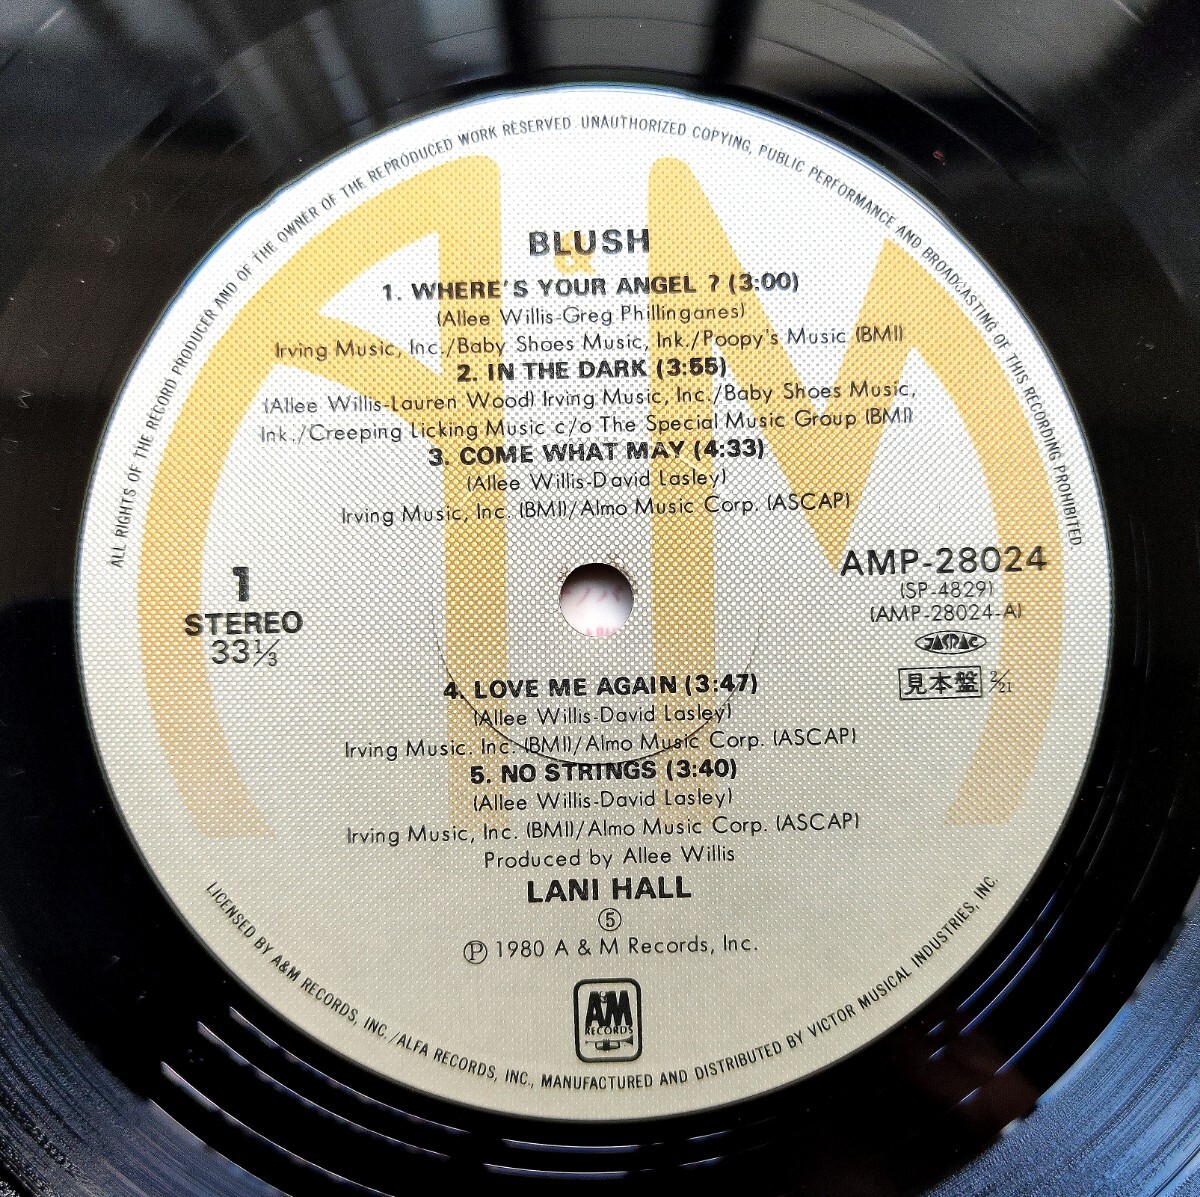 ALL RIGHTS OF THE RECORD PRODUCER AND OF THE OWNER OF THE REPRODUCED WORK RESERVED. UNAUTHORIZED COPYING, PUBLIC PERFORMANCE AND BROADCASTING OF THIS RECORDING PROHIBITED.
BLUSH
1. WHERE'S YOUR ANGEL ? (3:00)
(Allee Willis-Greg Phillinganes)
Irving Music, Inc./Baby Shoes Music, Ink./Poopy's Music (BMI)
2. IN THE DARK (3:55)
(Allee Willis-Lauren Wood) Irving Music, Inc./Baby Shoes Music,
Ink./Creeping Licking Music c/o The Special Music Group (BMI)
3. COME WHAT MAY (4:33)
(Allee Willis-David Lasley)
Irving Music, Inc. (BMI)/Almo Music Corp. (ASCAP)
1
STEREO
33 1/3
AMP-28024
(SP-4829)
(AMP-28024-A)
JASRAC
見本盤 2/21
4. LOVE ME AGAIN (3:47)
(Allee Willis-David Lasley)
Irving Music, Inc. (BMI)/Almo Music Corp. (ASCAP)
5. NO STRINGS (3:40)
(Allee Willis-David Lasley)
Irving Music, Inc. (BMI)/Almo Music Corp. (ASCAP)
Produced by Allee Willis
LANI HALL
⑤
Ⓟ 1980 A & M Records, Inc.
A&M
RECORDS
LICENSED BY A&M RECORDS, INC./ALFA RECORDS, INC., MANUFACTURED AND DISTRIBUTED BY VICTOR MUSICAL INDUSTRIES, INC.